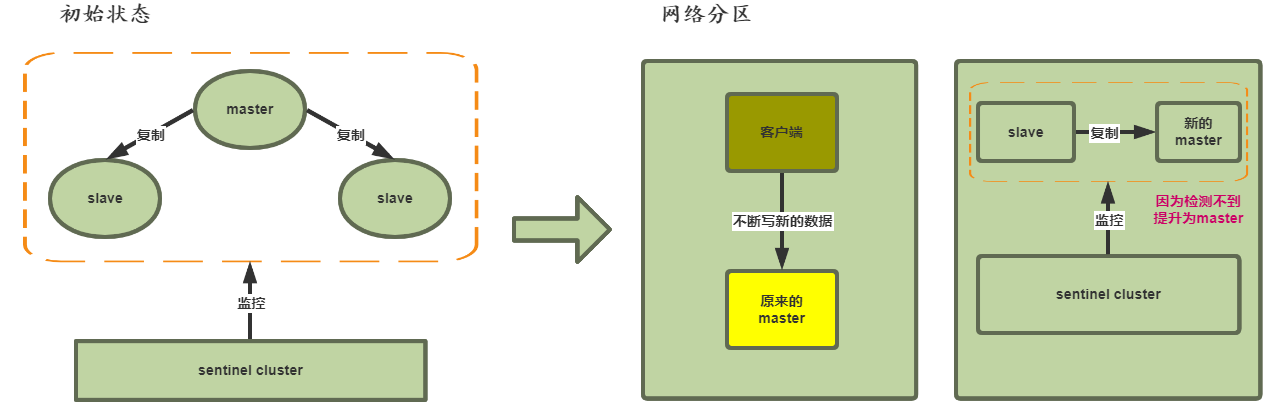 初始状态
master
复制
复制
slave
slave
监控
sentinel cluster
网络分区
客户端
不断写新的数据
原来的
master
slave
复制
新的
master
因为检测不到
提升为master
监控
sentinel cluster